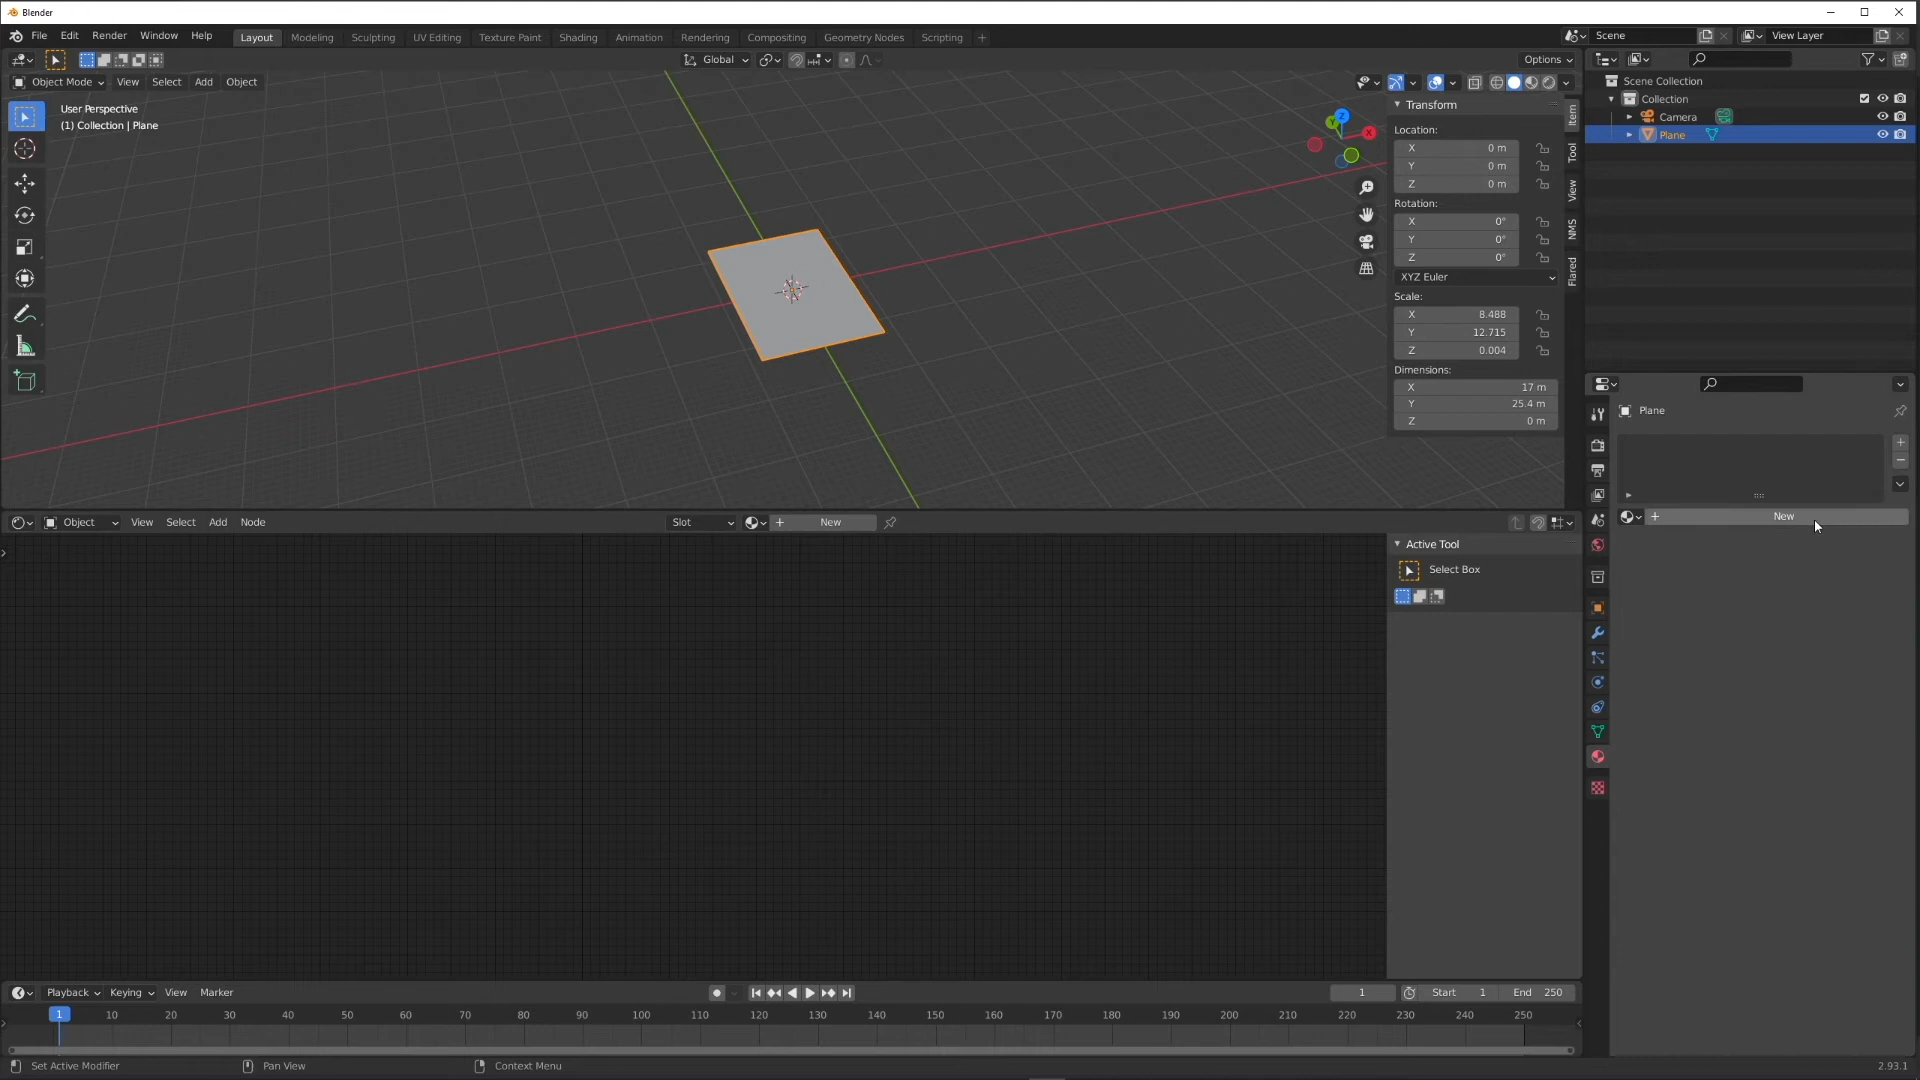 Blender
File Edit Render Window Help
Layout Modeling Sculpting UV Editing Texture Paint Shading Animation Rendering Compositing Geometry Nodes Scripting +
Scene
View Layer
Global
Options
Object Mode View Select Add Object
User Perspective
(1) Collection | Plane
Z
Y
X
Transform
Location:
X 0 m
Y 0 m
Z 0 m
Rotation:
X 0°
Y 0°
Z 0°
XYZ Euler
Scale:
X 8.488
Y 12.715
Z 0.004
Dimensions:
X 17 m
Y 25.4 m
Z 0 m
Item
Tool
View
NMS
Flared
Scene Collection
Collection
Camera
Plane
Plane
+ New
Object View Select Add Node
Slot
+ New
Active Tool
Select Box
Playback Keying View Marker
1
Start 1 End 250
1 10 20 30 40 50 60 70 80 90 100 110 120 130 140 150 160 170 180 190 200 210 220 230 240 250
Set Active Modifier
Pan View
Context Menu
2.93.1